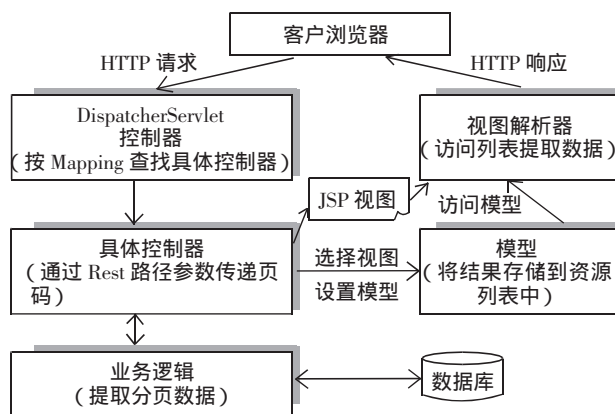 客户浏览器
HTTP 请求
HTTP 响应
DispatcherServlet
控制器
（按 Mapping 查找具体控制器）
视图解析器
（访问列表提取数据）
JSP 视图
访问模型
具体控制器
（通过 Rest 路径参数传递页
码）
选择视图
设置模型
模型
（将结果存储到资源
列表中）
业务逻辑
（提取分页数据）
数据库